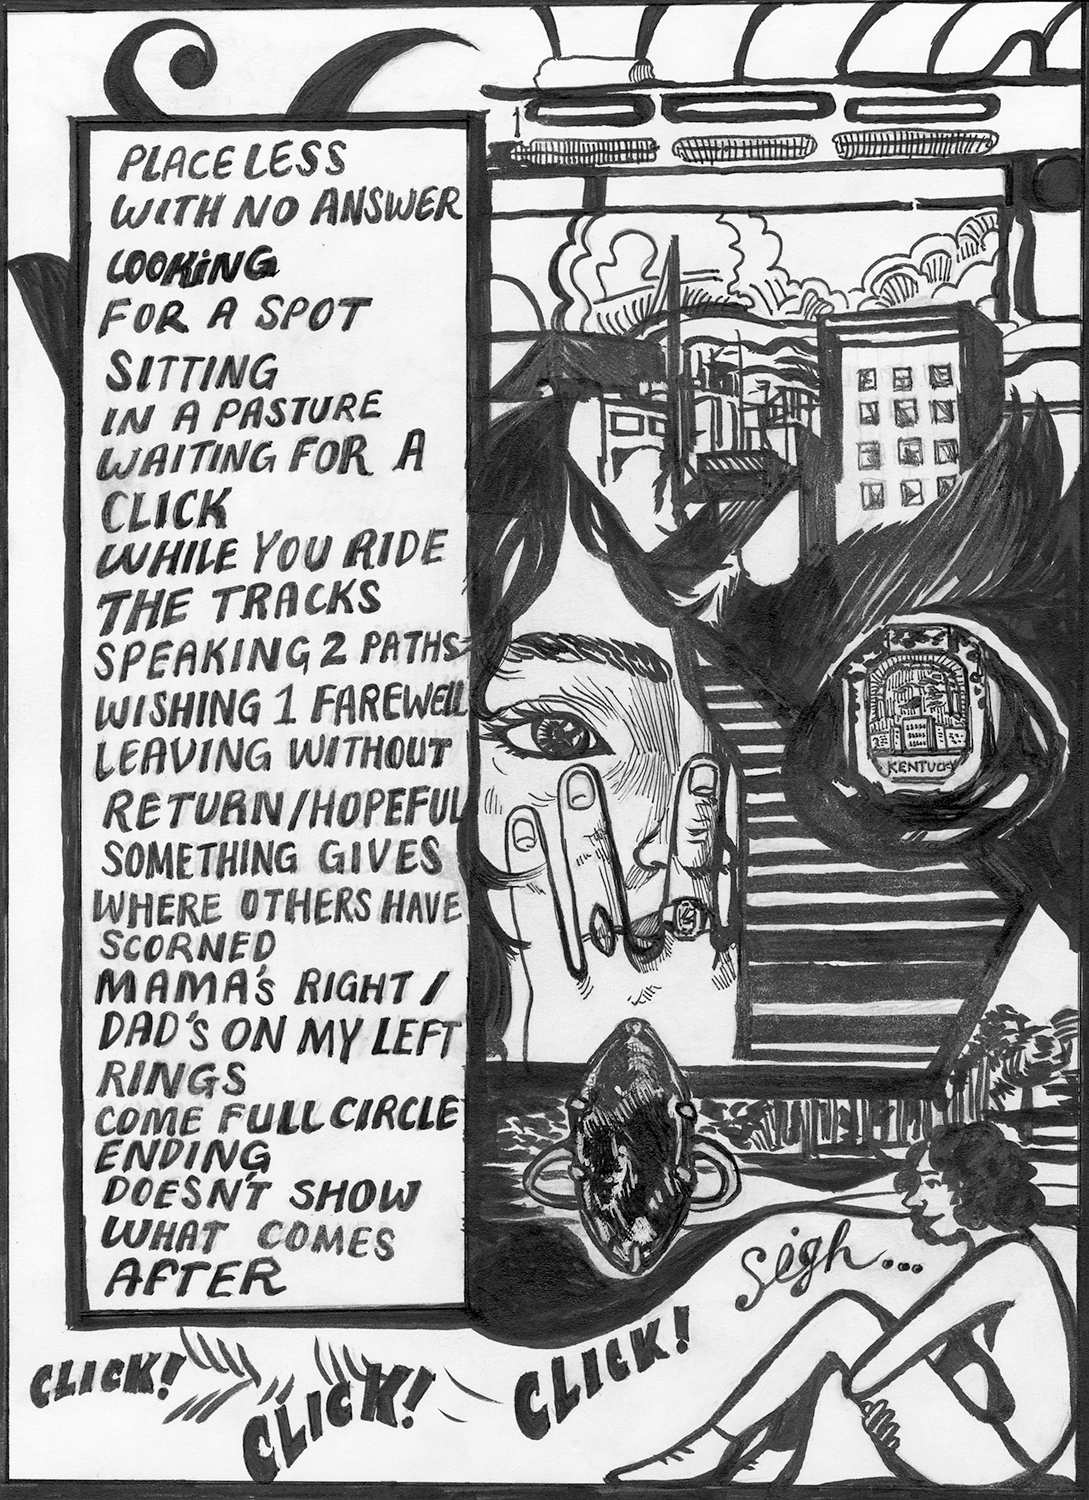 PLACELESS
WITH NO ANSWER
LOOKiNG
FOR A SPOT
SITTING
IN A PASTURE
WAITING FOR A
CLICK
WHILE YOU RIDE
THE TRACKS
SPEAKING 2 PATHS
WISHING 1 FAREWELL
LEAVING WITHOUT
RETURN/HOPEFUL
SOMETHING GIVES
WHERE OTHERS HAVE
SCORNED
MAMA's RIGHT /
DAD'S ON MY LEFT
RINGS
COME FULL CIRCLE
ENDING
DOESN'T SHOW
WHAT COMES
AFTER
KENTUCKY
sigh...
CLICK!
CLICK!
CLICK!